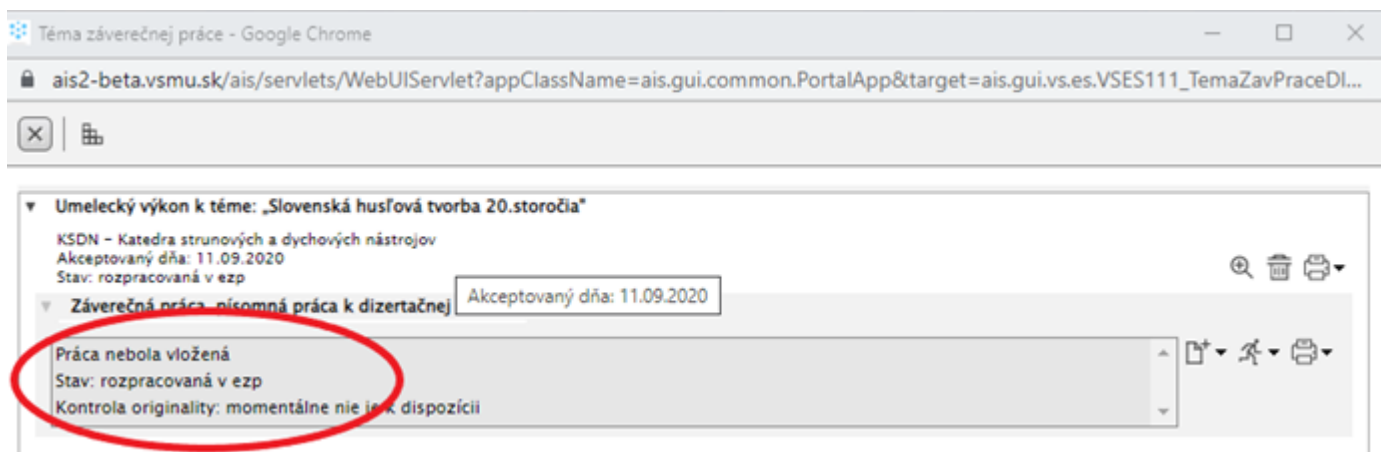 Téma záverečnej práce - Google Chrome
ais2-beta.vsmu.sk/ais/servlets/WebUIServlet?appClassName=ais.gui.common.PortalApp&target=ais.gui.vs.es.VSES111_TemaZavPraceDl...
Umelecký výkon k téme: „Slovenská husľová tvorba 20.storočia"
KSDN – Katedra strunových a dychových nástrojov
Akceptovaný dňa: 11.09.2020
Stav: rozpracovaná v ezp
Akceptovaný dňa: 11.09.2020
Záverečná práca, písomná práca k dizertačnej
Práca nebola vložená
Stav: rozpracovaná v ezp
Kontrola originality: momentálne nie je k dispozícii